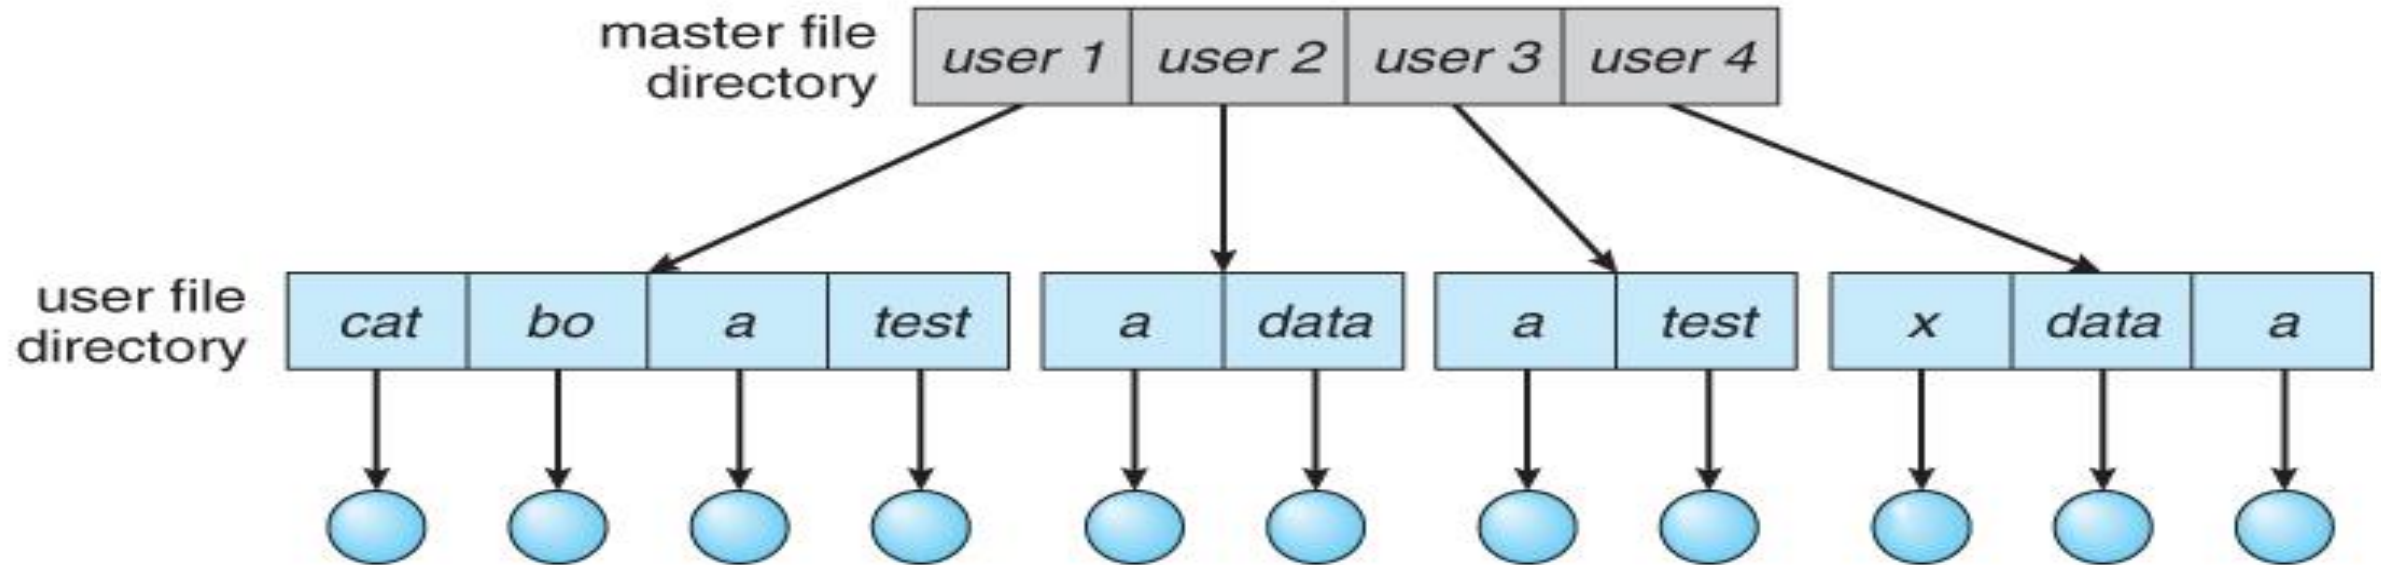 master file
directory
user 1 user 2 user 3 user 4
user file
directory
cat bo a test a data a test x data a